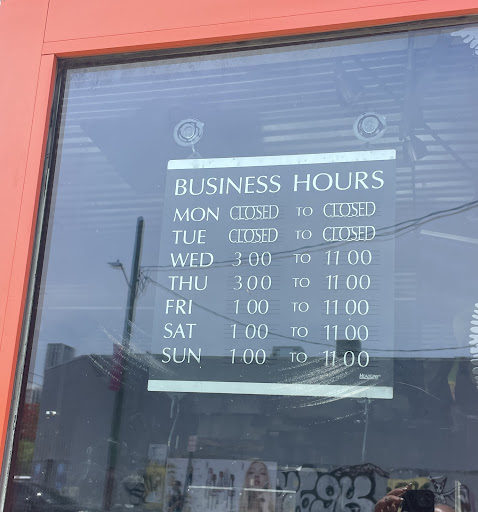 BUSINESS HOURS
MON CLOSED TO CLOSED
TUE CLOSED TO CLOSED
WED 3 00 TO 11 00
THU 3 00 TO 11 00
FRI 1 00 TO 11 00
SAT 1 00 TO 11 00
SUN 1 00 TO 11 00